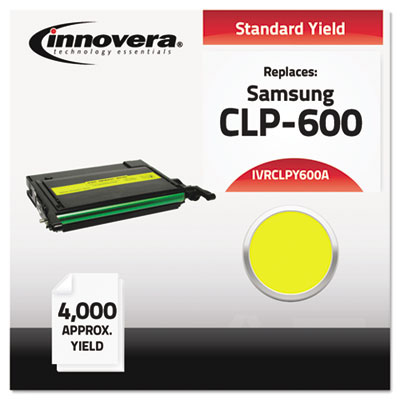 innovera
technology essentials
Standard Yield
Replaces:
Samsung
CLP-600
IVRCLPY600A
4,000
APPROX.
YIELD